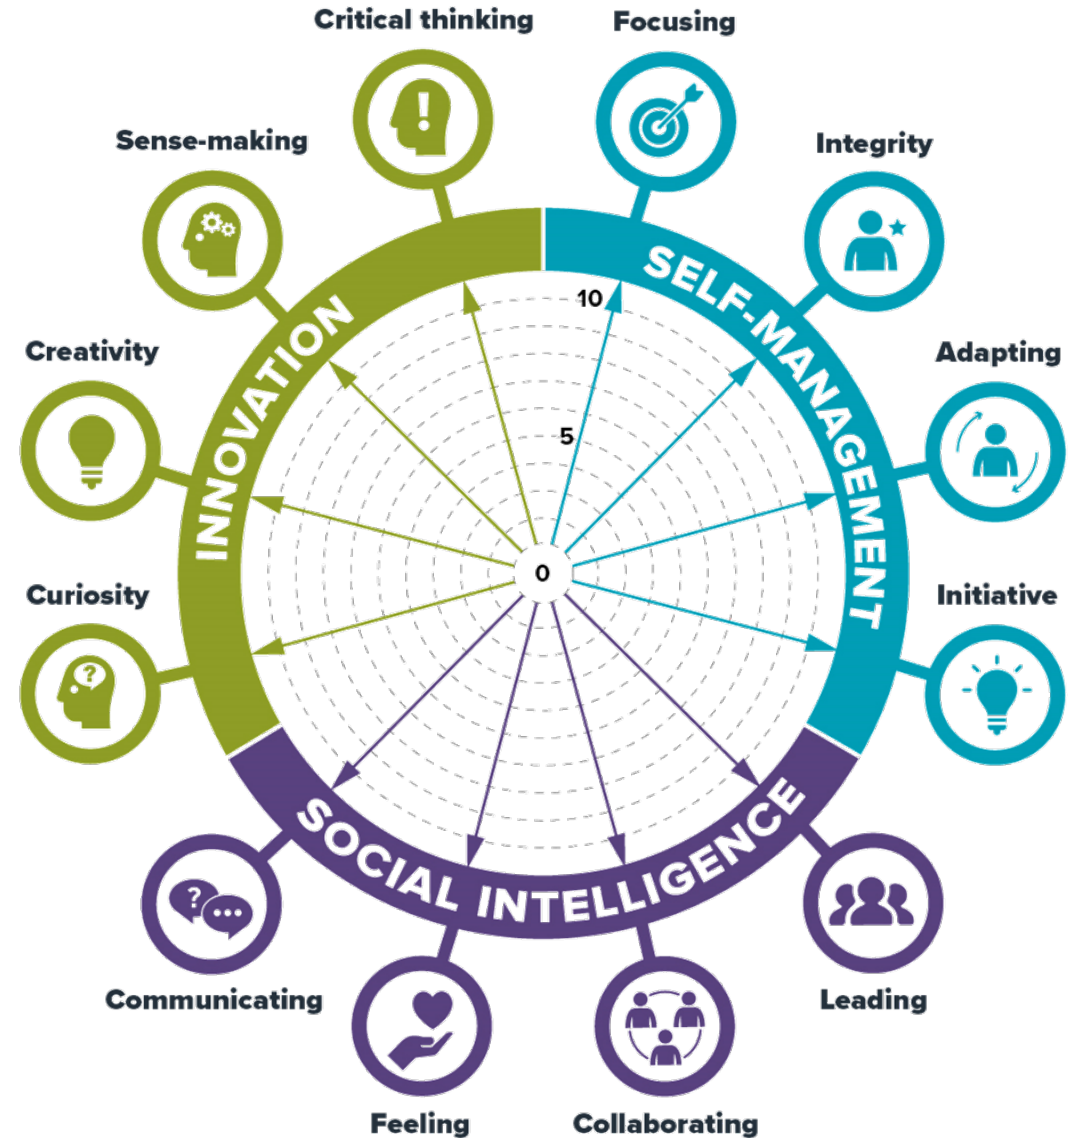 Critical thinking
Focusing
Sense-making
Integrity
Creativity
Adapting
Curiosity
Initiative
INNOVATION
SELF-MANAGEMENT
SOCIAL INTELLIGENCE
10
5
0
?
?
!
Communicating
Leading
Feeling
Collaborating